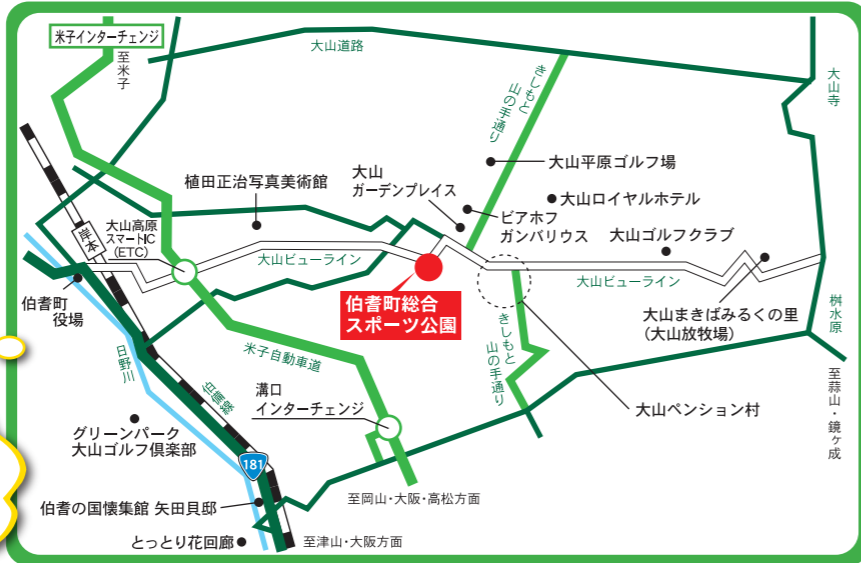 米子インターチェンジ
至米子
大山道路
大山寺
きしもと
山の手通り
大山平原ゴルフ場
大山
ガーデンプレイス
植田正治写真美術館
大山ロイヤルホテル
ビアホフ
ガンバリウス
大山ゴルフクラブ
岸本
大山高原
スマートIC
(ETC)
大山ビューライン
大山ビューライン
伯耆町
役場
伯耆町総合
スポーツ公園
大山まきばみるくの里
(大山放牧場)
桝水原
きしもと
山の手通り
米子自動車道
日野川
伯備線
溝口
インターチェンジ
至蒜山・鏡ヶ成
大山ペンション村
グリーンパーク
大山ゴルフ倶楽部
181
伯耆の国懐集館 矢田貝邸
至岡山・大阪・高松方面
とっとり花回廊
至津山・大阪方面